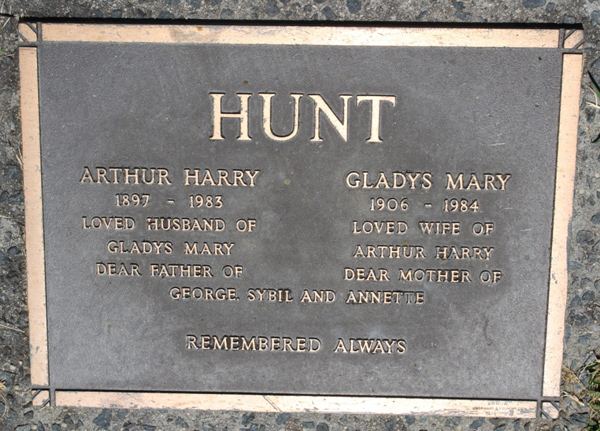 HUNT
ARTHUR HARRY
1897 - 1983
LOVED HUSBAND OF
GLADYS MARY
DEAR FATHER OF
GLADYS MARY
1906 - 1984
LOVED WIFE OF
ARTHUR HARRY
DEAR MOTHER OF
GEORGE, SYBIL AND ANNETTE
REMEMBERED ALWAYS